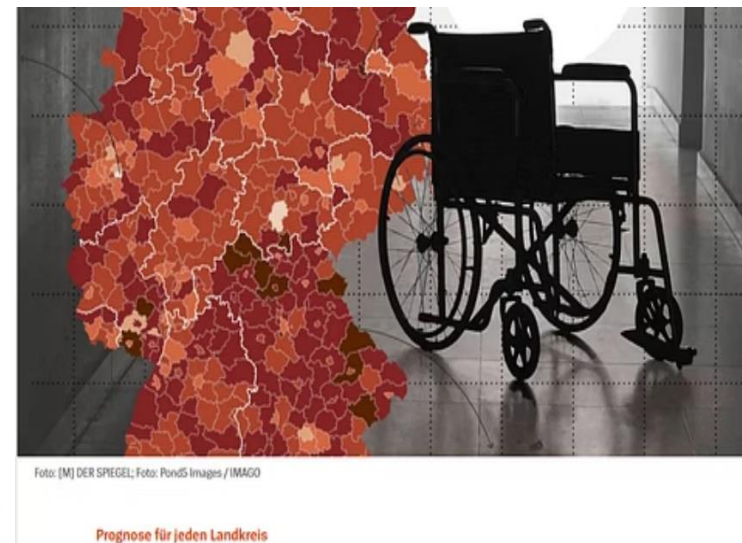 Foto: [M] DER SPIEGEL; Foto: Pond5 Images / IMAGO
Prognose für jeden Landkreis